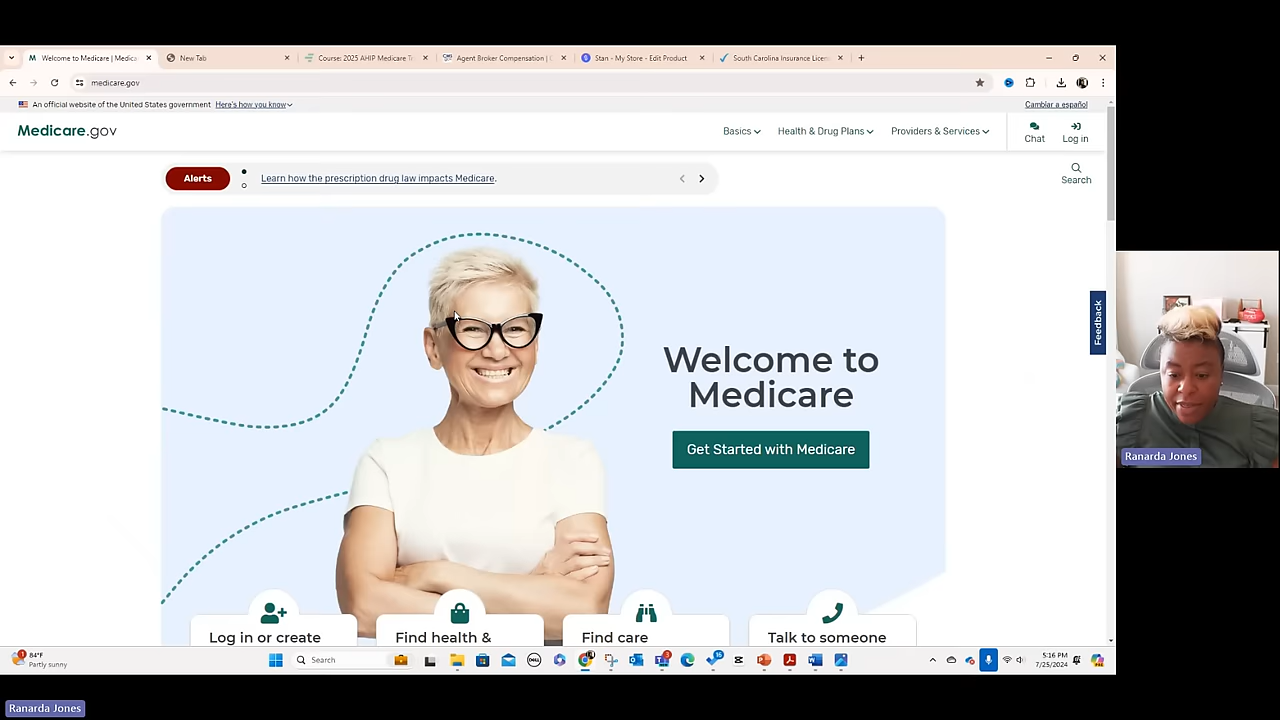 Welcome to Medicare | Medica
New Tab
Course: 2025 AHIP Medicare T
Agent Broker Compensation |
Stan - My Store - Edit Product
South Carolina Insurance Licen
medicare.gov
An official website of the United States government
Here's how you know
Cambiar a español
Medicare.gov
Basics
Health & Drug Plans
Providers & Services
Chat
Log in
Alerts
Learn how the prescription drug law impacts Medicare.
Search
Feedback
Welcome to
Medicare
Get Started with Medicare
Ranarda Jones
Log in or create
Find health &
Find care
Talk to someone
84°F
Partly sunny
Search
5:16 PM
7/25/2024
Ranarda Jones